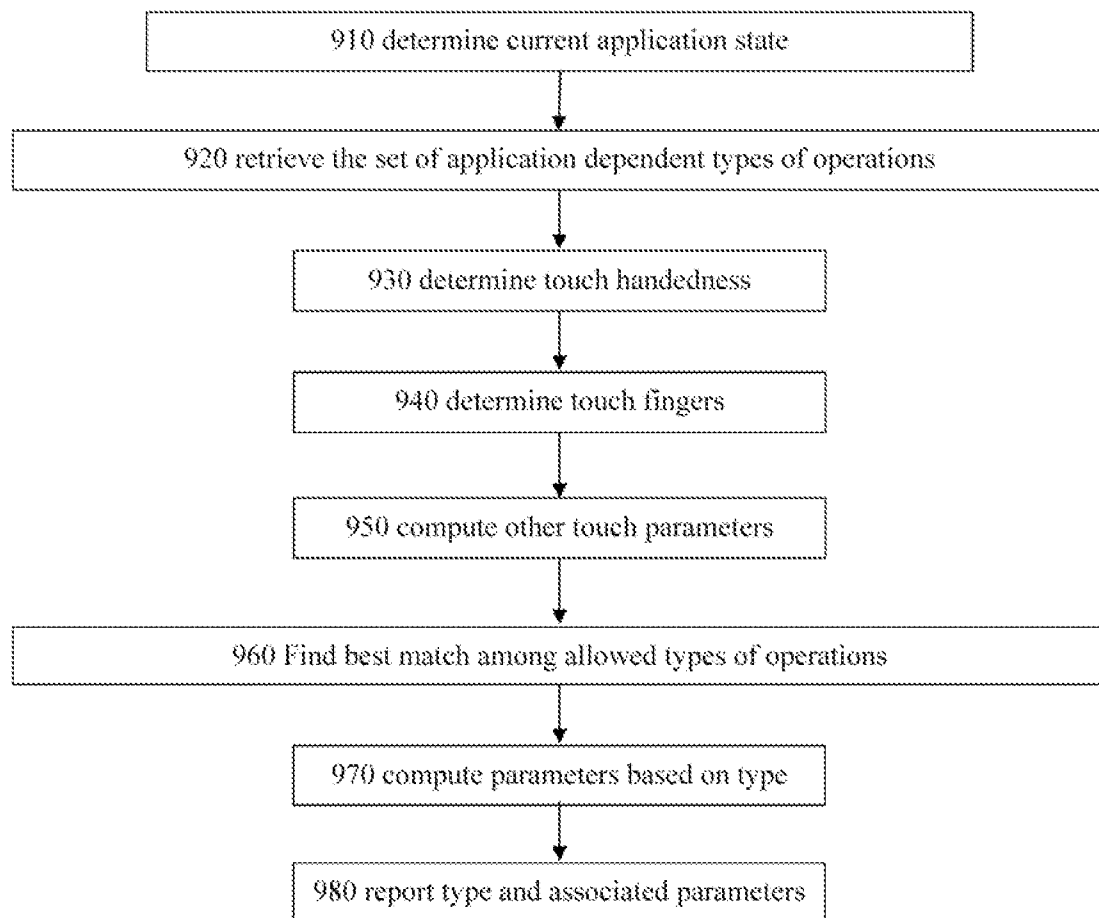 910 determine current application state
920 retrieve the set of application dependent types of operations
930 determine touch handedness
940 determine touch fingers
950 compute other touch parameters
960 Find best match among allowed types of operations
970 compute parameters based on type
980 report type and associated parameters